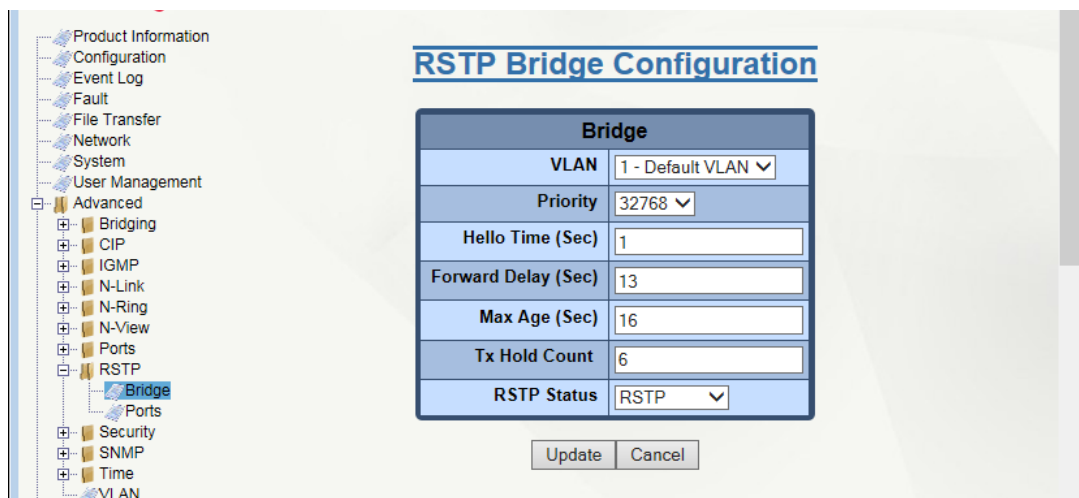 Product Information
Configuration
Event Log
Fault
File Transfer
Network
System
User Management
Advanced
Bridging
CIP
IGMP
N-Link
N-Ring
N-View
Ports
RSTP
Bridge
Ports
Security
SNMP
Time
VLAN
RSTP Bridge Configuration
Bridge
VLAN 1 - Default VLAN
Priority 32768
Hello Time (Sec) 1
Forward Delay (Sec) 13
Max Age (Sec) 16
Tx Hold Count 6
RSTP Status RSTP
Update Cancel